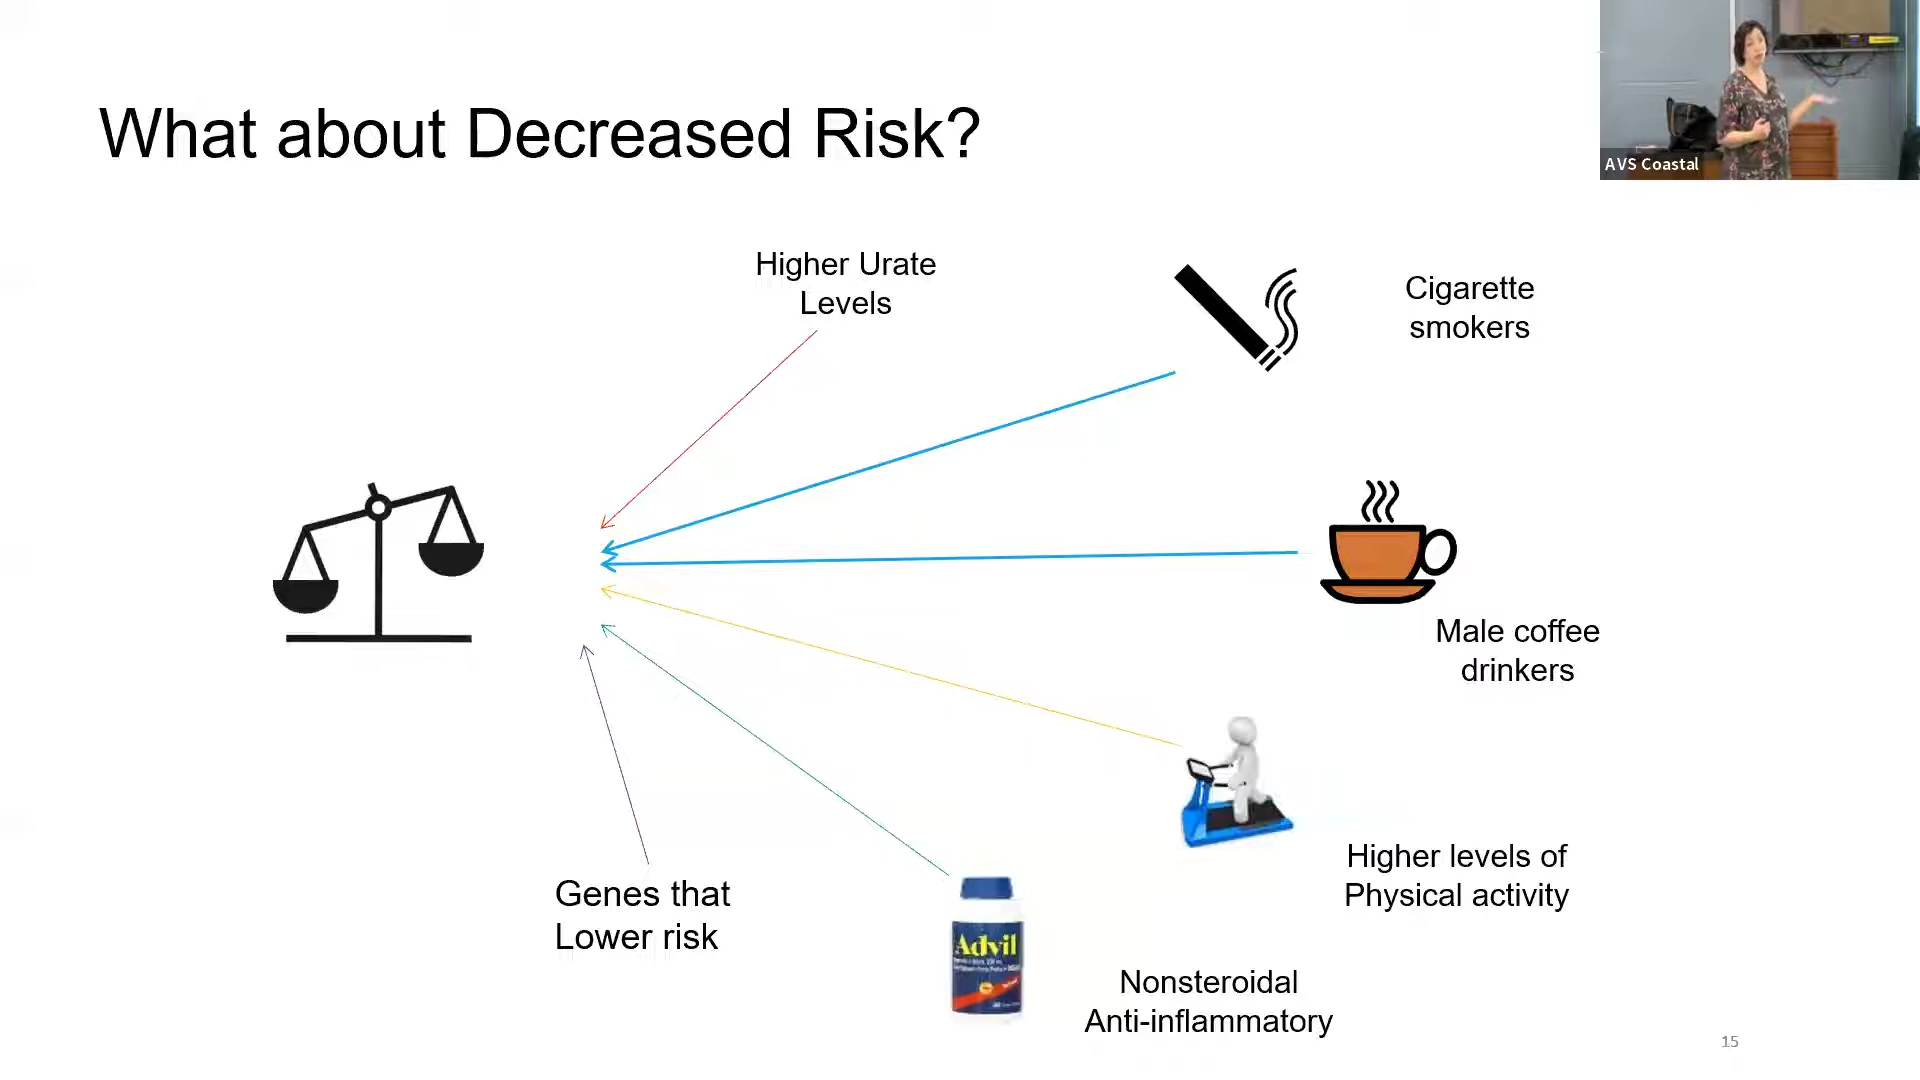 What about Decreased Risk?
AVS Coastal
Higher Urate
Levels
Cigarette
smokers
Male coffee
drinkers
Higher levels of
Physical activity
Genes that
Lower risk
Advil
Nonsteroidal
Anti-inflammatory
15